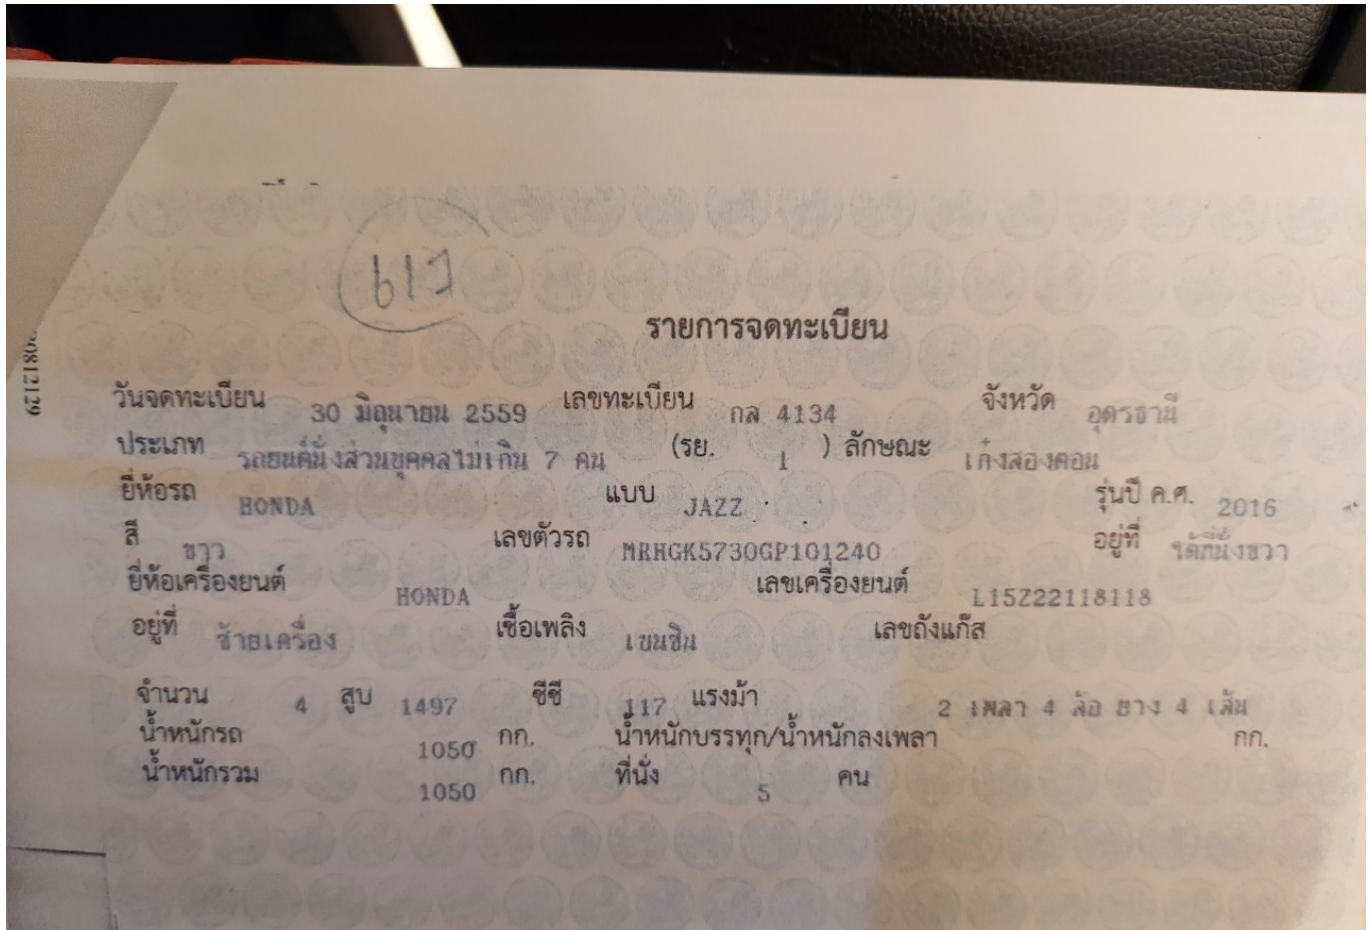 617
รายการจดทะเบียน
วันจดทะเบียน 30 มิถุนายน 2559 เลขทะเบียน กล 4134 จังหวัด อุดรธานี
ประเภท รถยนต์นั่งส่วนบุคคลไม่เกิน 7 คน (รย. 1 ) ลักษณะ เก๋งสองตอน
ยี่ห้อรถ HONDA แบบ JAZZ รุ่นปี ค.ศ. 2016
สี ขาว เลขตัวรถ MRHGK5730GP101240 อยู่ที่ ใต้ที่นั่งขวา
ยี่ห้อเครื่องยนต์ HONDA เลขเครื่องยนต์ L15Z22118118
อยู่ที่ ซ้ายเครื่อง เชื้อเพลิง เบนซิน เลขถังแก๊ส
จำนวน 4 สูบ 1497 ซีซี 117 แรงม้า 2 เพลา 4 ล้อ ยาง 4 เส้น
น้ำหนักรถ 1050 กก. น้ำหนักบรรทุก/น้ำหนักลงเพลา กก.
น้ำหนักรวม 1050 กก. ที่นั่ง 5 คน